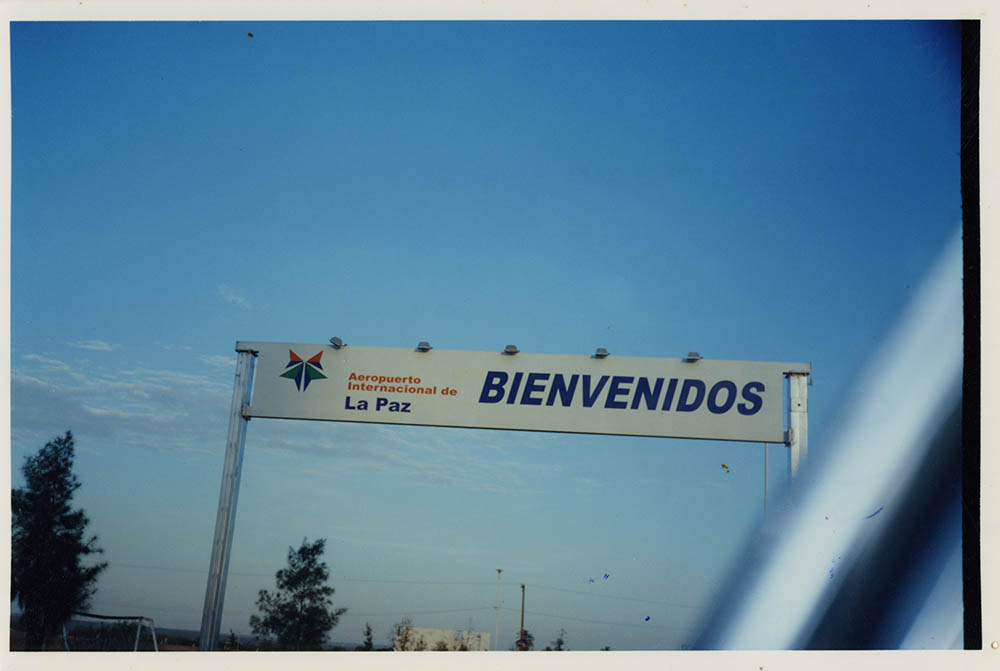 Aeropuerto
Internacional de
La Paz
BIENVENIDOS